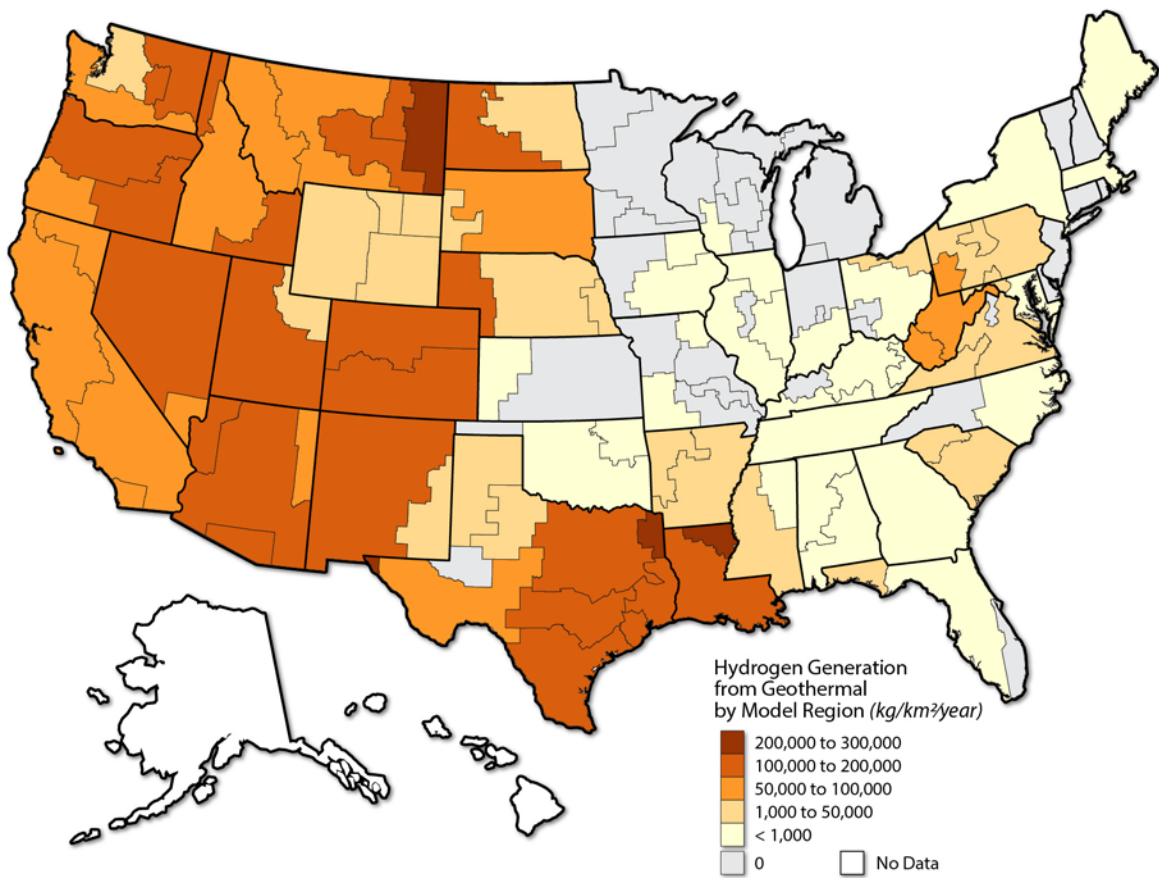 Hydrogen Generation
from Geothermal
by Model Region (kg/km²/year)
200,000 to 300,000
100,000 to 200,000
50,000 to 100,000
1,000 to 50,000
< 1,000
0
No Data